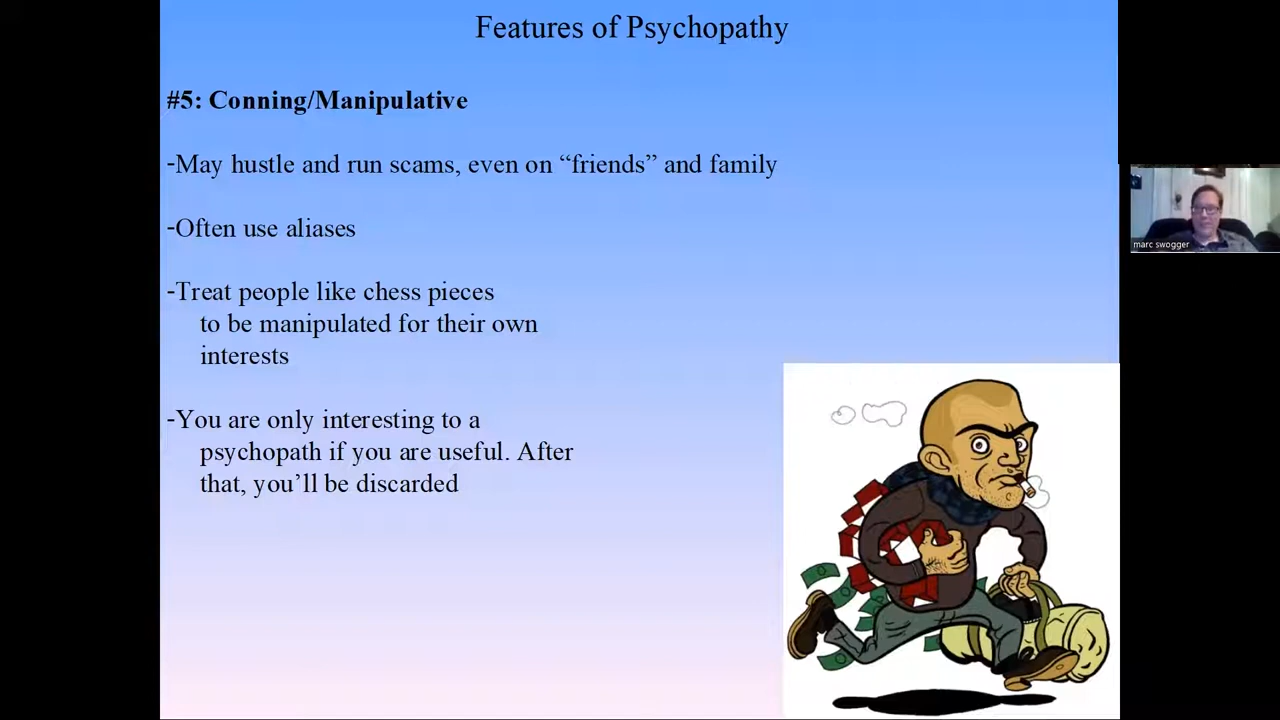 Features of Psychopathy
#5: Conning/Manipulative
-May hustle and run scams, even on “friends” and family
-Often use aliases
-Treat people like chess pieces
to be manipulated for their own
interests
-You are only interesting to a
psychopath if you are useful. After
that, you’ll be discarded
marc swogger